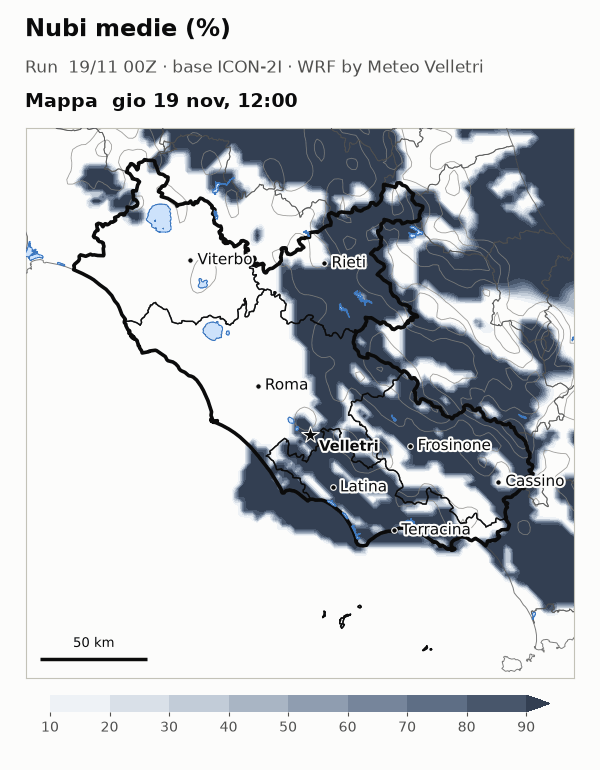 Nubi medie (%)
Run  19/11 00Z · base ICON-2I · WRF by Meteo Velletri
Mappa  gio 19 nov, 12:00
Viterbo
Rieti
Roma
Velletri
Frosinone
Cassino
Latina
Terracina
50 km
10 20 30 40 50 60 70 80 90